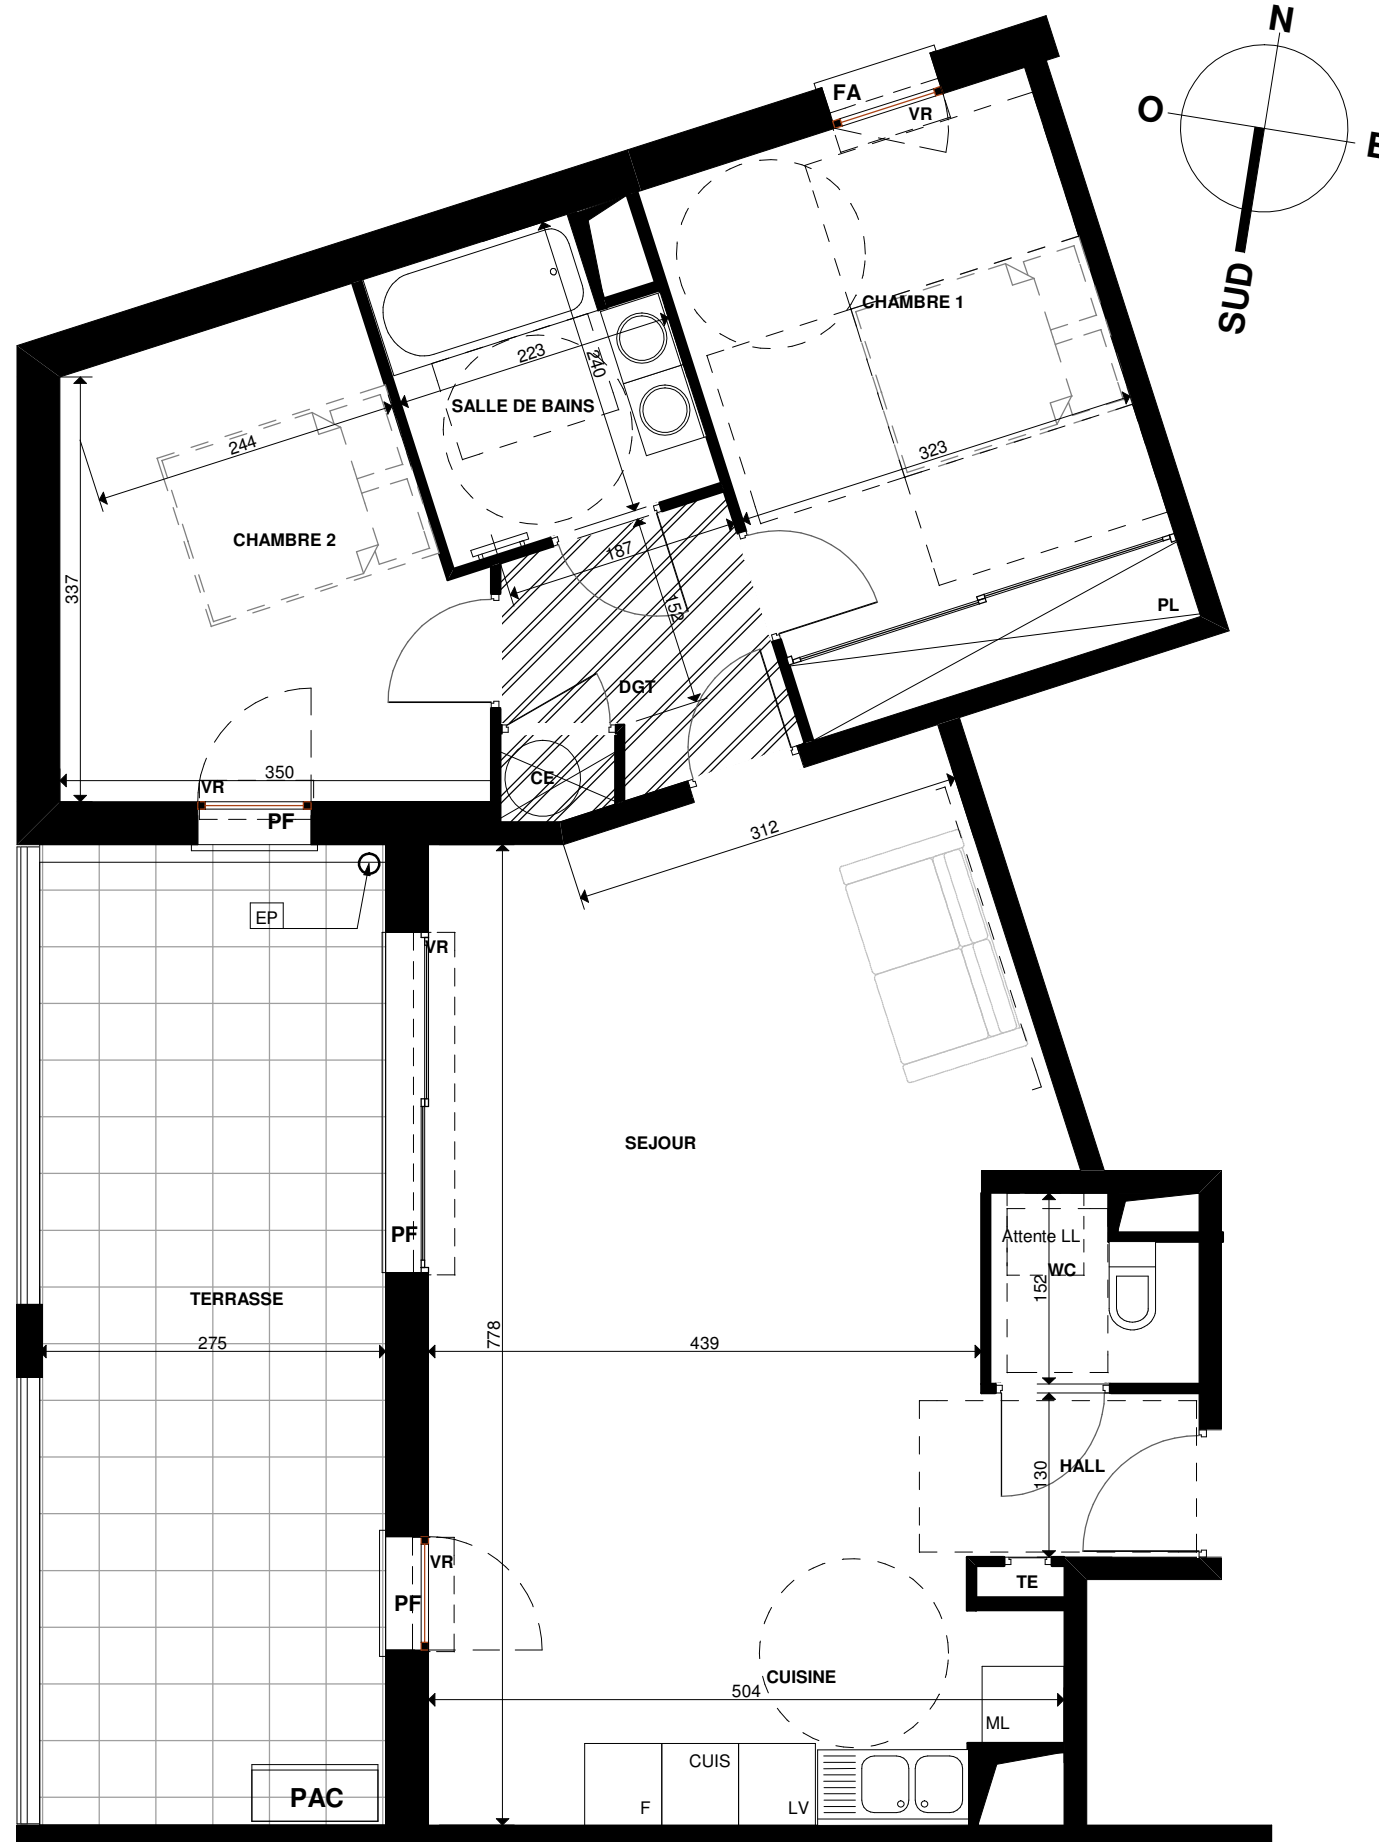 N
FA
VR
O
E
SUD
CHAMBRE 1
223
240
SALLE DE BAINS
244
323
CHAMBRE 2
187
337
152
PL
DGT
350
VR
CE
PF
312
EP
VR
SEJOUR
PF
Attente LL
WC
152
TERRASSE
275
778
439
130
HALL
VR
PF
TE
CUISINE
504
ML
CUIS
PAC
F
LV